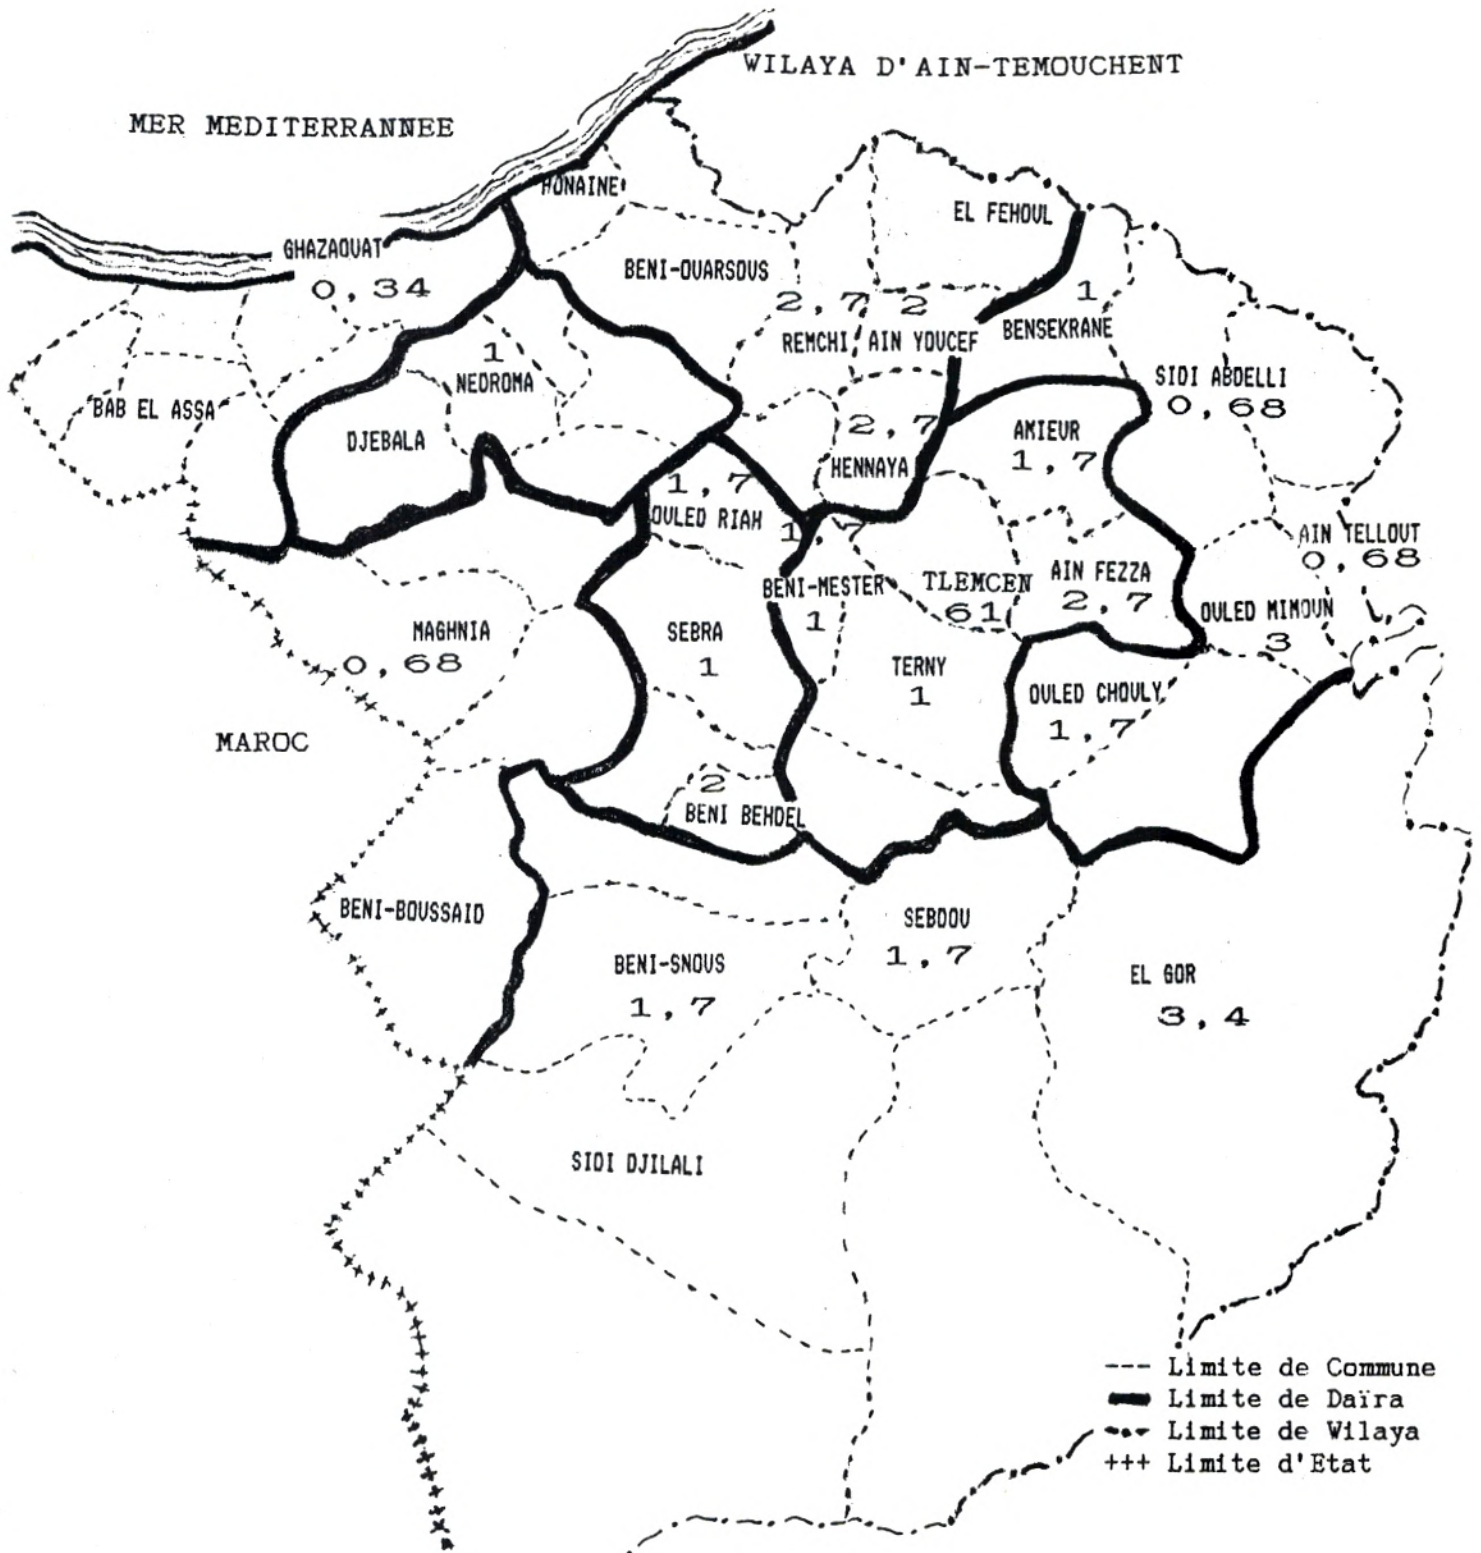 WILAYA D'AIN-TEMOUCHENT
MER MEDITERRANNEE
HONAINE
EL FEHOUL
GHAZAOUAT
0,34
BENI-OUARSOUS
2,7
2
1
REMCHI
AIN YOUCEF
BENSEKRANE
1
NEDROMA
SIDI ABDELLI
0,68
BAB EL ASSA
DJEBALA
2,7
HENNAYA
AMIEUR
1,7
1,7
OULED RIAH
1,7
AIN TELLOUT
0,68
BENI-MESTER
1
TLEMCEN
61
AIN FEZZA
2,7
OULED MIMOUN
3
MAGHNIA
0,68
SEBRA
1
TERNY
1
OULED CHOULY
1,7
MAROC
2
BENI BEHDEL
BENI-BOUSSAID
SEBDOU
1,7
BENI-SNOUS
1,7
EL GOR
3,4
SIDI DJILALI
--- Limite de Commune
Limite de Daïra
Limite de Wilaya
+++ Limite d'Etat